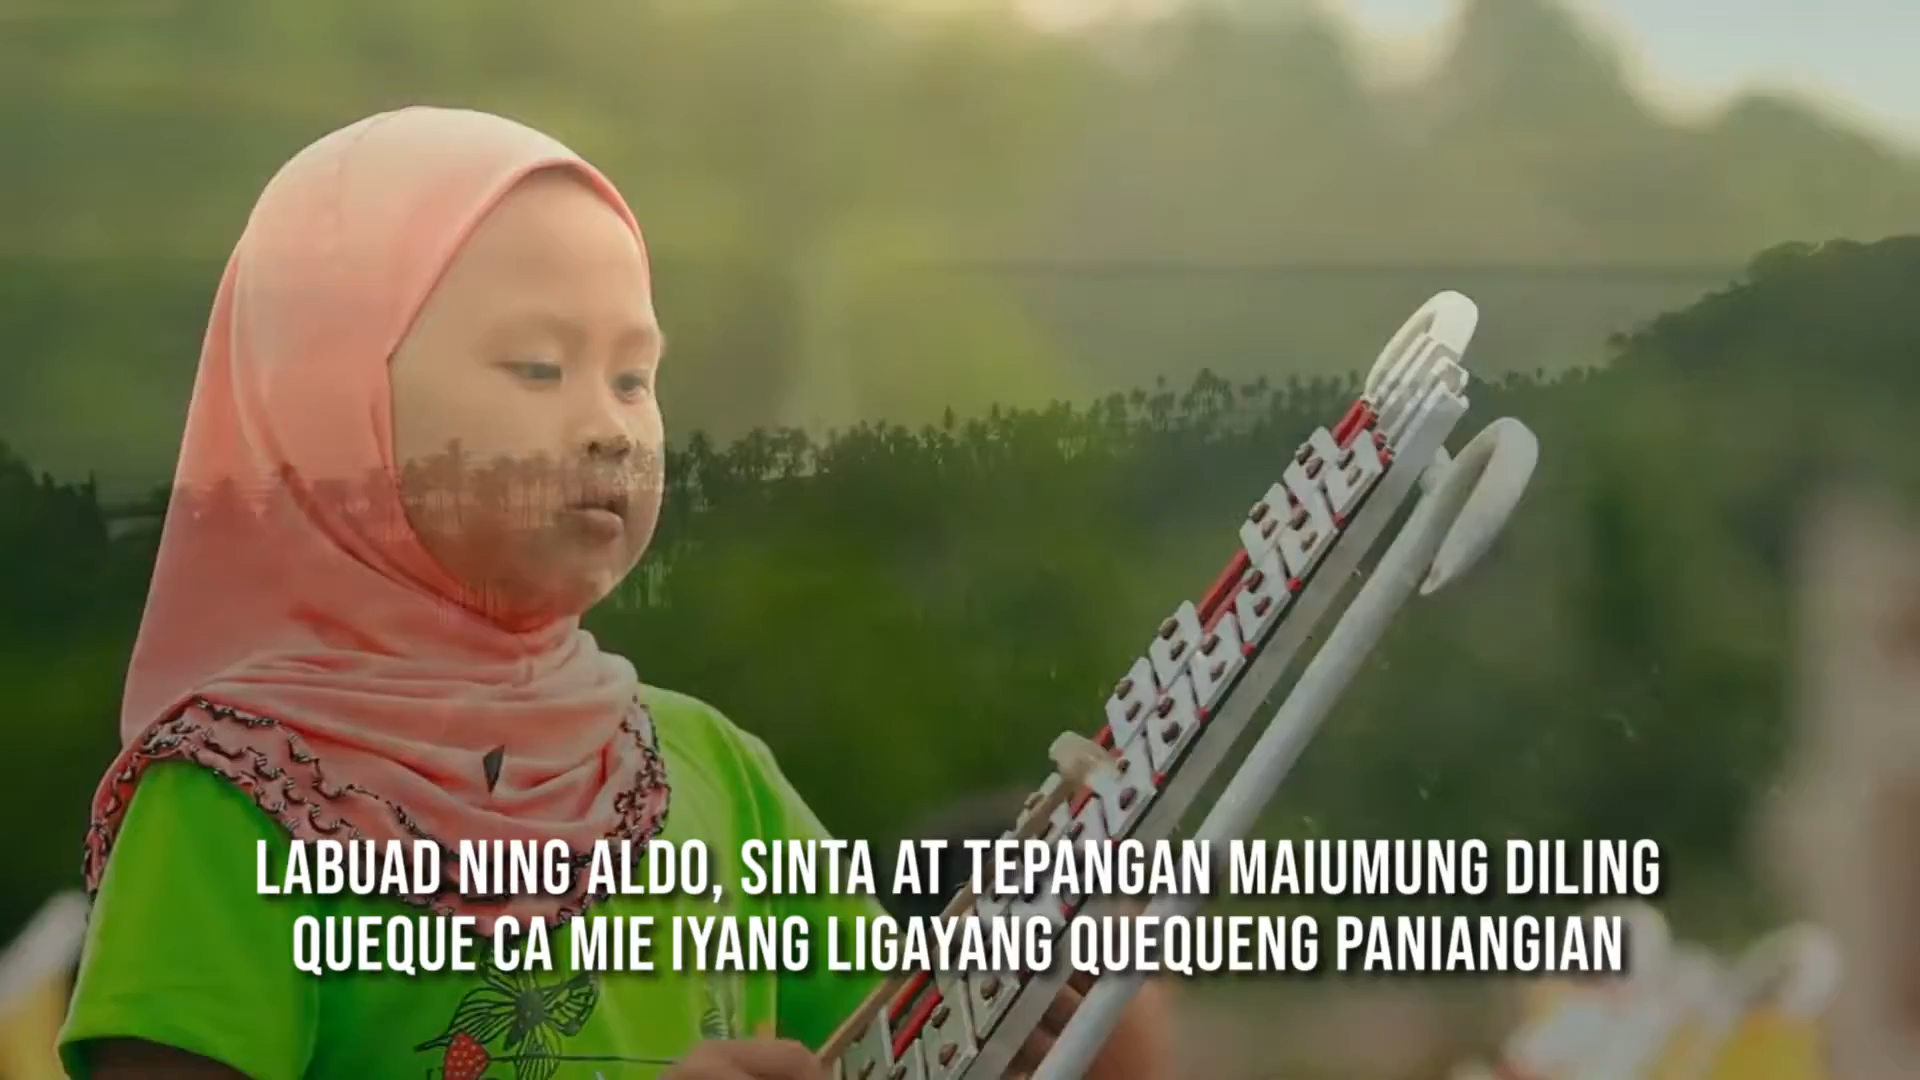 LABUAD NING ALDO, SINTA AT TEPANGAN MAIUMUNG DILING
QUEQUE CA MIE IYANG LIGAYANG QUEQUENG PANIANGIAN